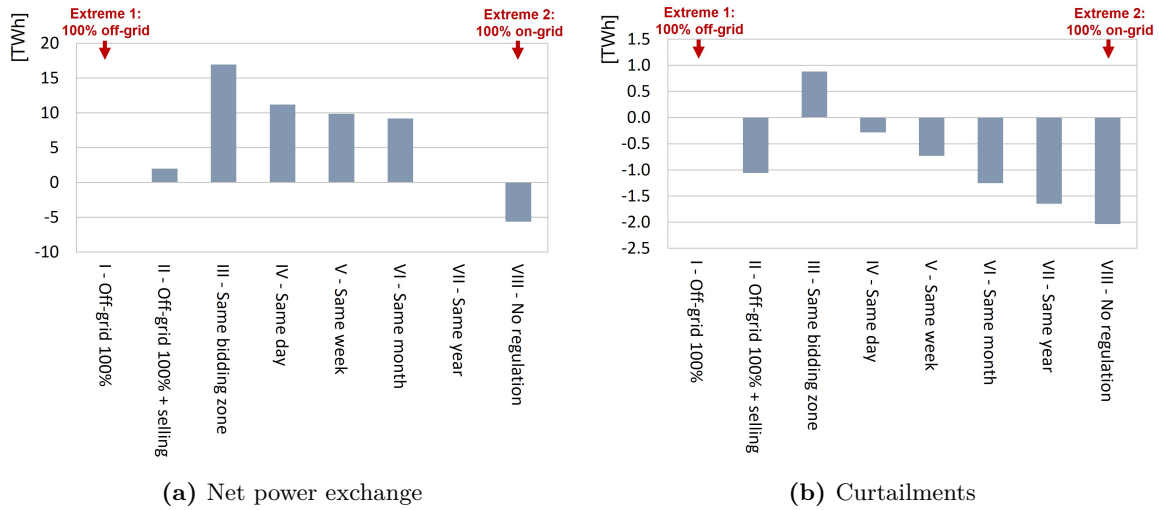 Extreme 1:
100% off-grid
Extreme 2:
100% on-grid
[TWh]
20
15
10
5
0
-5
-10
I - Off-grid 100%
II - Off-grid 100% + selling
III - Same bidding zone
IV - Same day
V - Same week
VI - Same month
VII - Same year
VIII - No regulation
(a) Net power exchange
Extreme 1:
100% off-grid
Extreme 2:
100% on-grid
[TWh]
1.5
1.0
0.5
0.0
-0.5
-1.0
-1.5
-2.0
-2.5
I - Off-grid 100%
II - Off-grid 100% + selling
III - Same bidding zone
IV - Same day
V - Same week
VI - Same month
VII - Same year
VIII - No regulation
(b) Curtailments